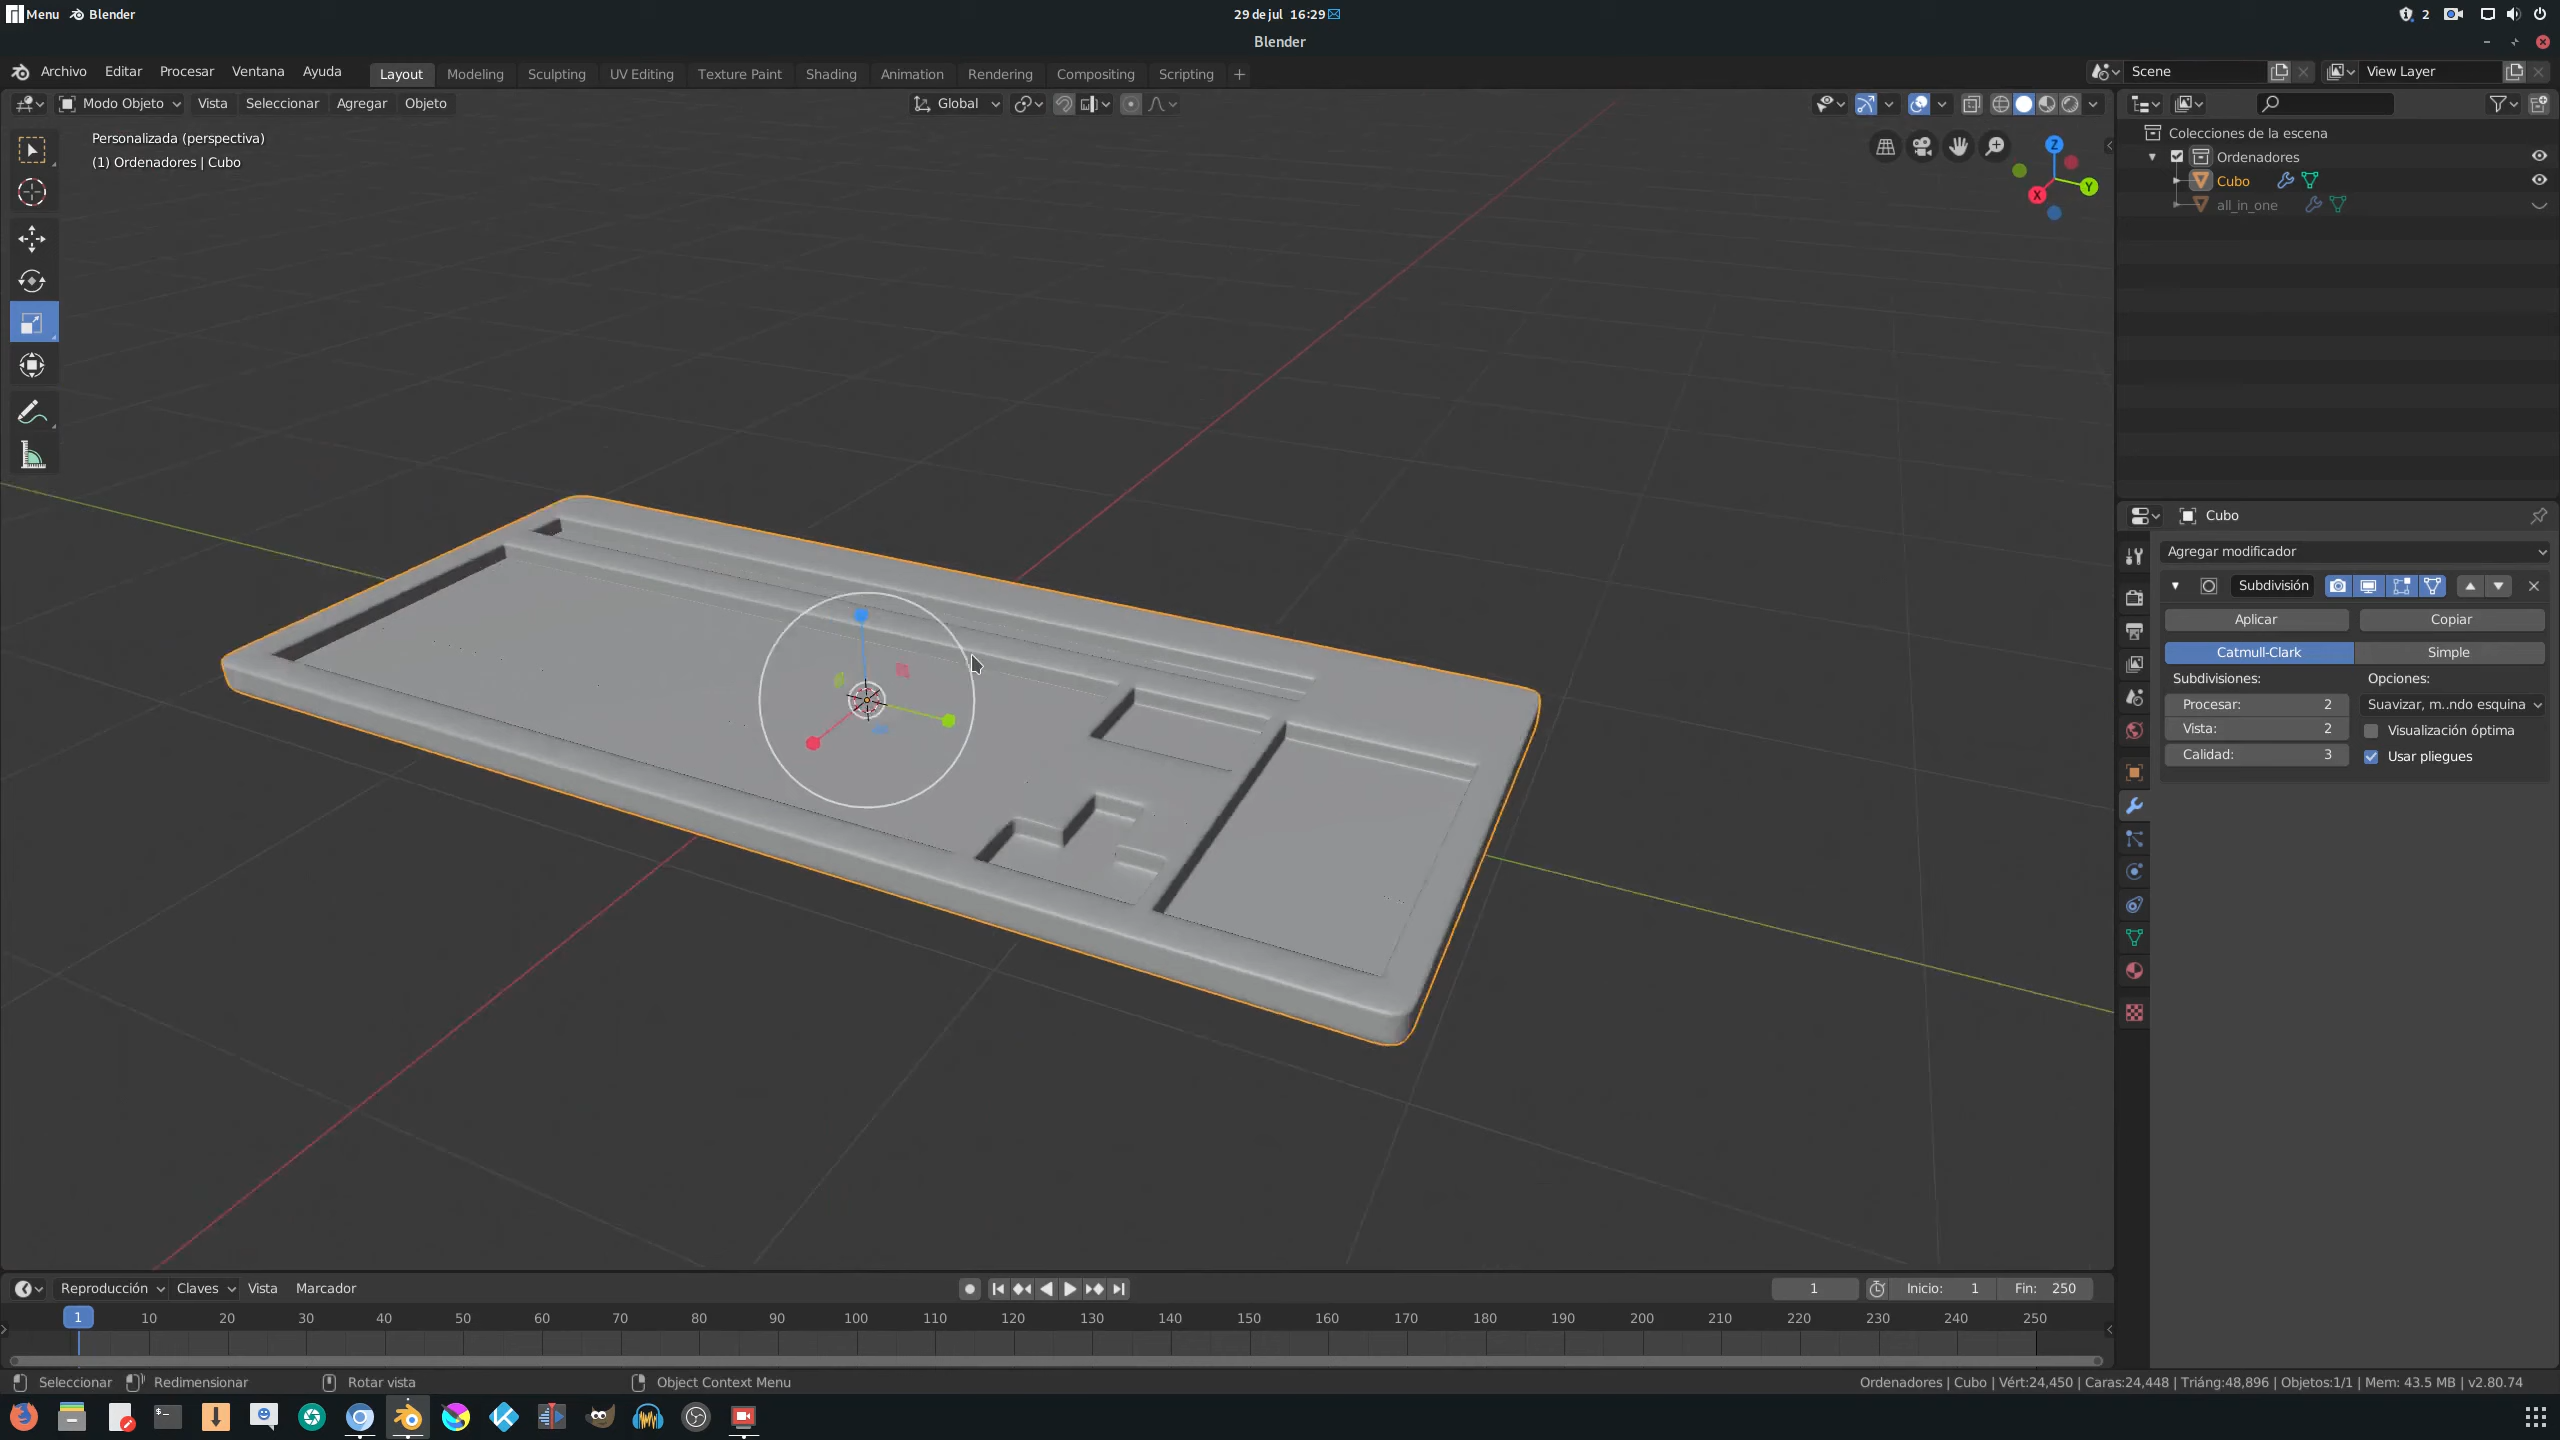 Menu Blender 29 de jul 16:29 2
Blender
Archivo Editar Procesar Ventana Ayuda Layout Modeling Sculpting UV Editing Texture Paint Shading Animation Rendering Compositing Scripting + Scene View Layer
Modo Objeto Vista Seleccionar Agregar Objeto Global
Personalizada (perspectiva)
(1) Ordenadores | Cubo
Z
Y
X
Colecciones de la escena
Ordenadores
Cubo
all_in_one
Cubo
Agregar modificador
Subdivisión
Aplicar Copiar
Catmull-Clark Simple
Subdivisiones: Opciones:
Procesar: 2 Suavizar, m..ndo esquina
Vista: 2 Visualización óptima
Calidad: 3 Usar pliegues
Reproducción Claves Vista Marcador 1 Inicio: 1 Fin: 250
1 10 20 30 40 50 60 70 80 90 100 110 120 130 140 150 160 170 180 190 200 210 220 230 240 250
Seleccionar Redimensionar Rotar vista Object Context Menu Ordenadores | Cubo | Vért:24,450 | Caras:24,448 | Triáng:48,896 | Objetos:1/1 | Mem: 43.5 MB | v2.80.74